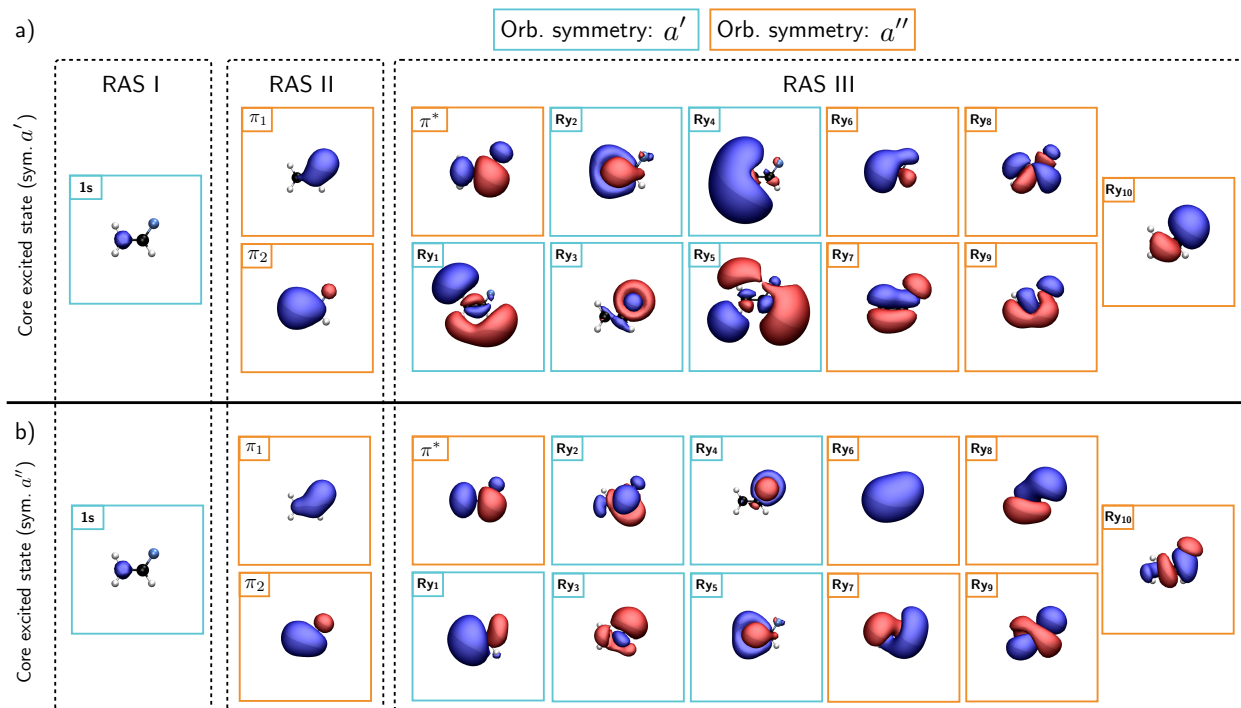 a)
Orb. symmetry: a′
Orb. symmetry: a″
RAS I
RAS II
RAS III
Core excited state (sym. a′)
1s
π₁
π₂
π*
Ry₂
Ry₄
Ry₆
Ry₈
Ry₁₀
Ry₁
Ry₃
Ry₅
Ry₇
Ry₉
b)
Core excited state (sym. a″)
1s
π₁
π₂
π*
Ry₂
Ry₄
Ry₆
Ry₈
Ry₁₀
Ry₁
Ry₃
Ry₅
Ry₇
Ry₉